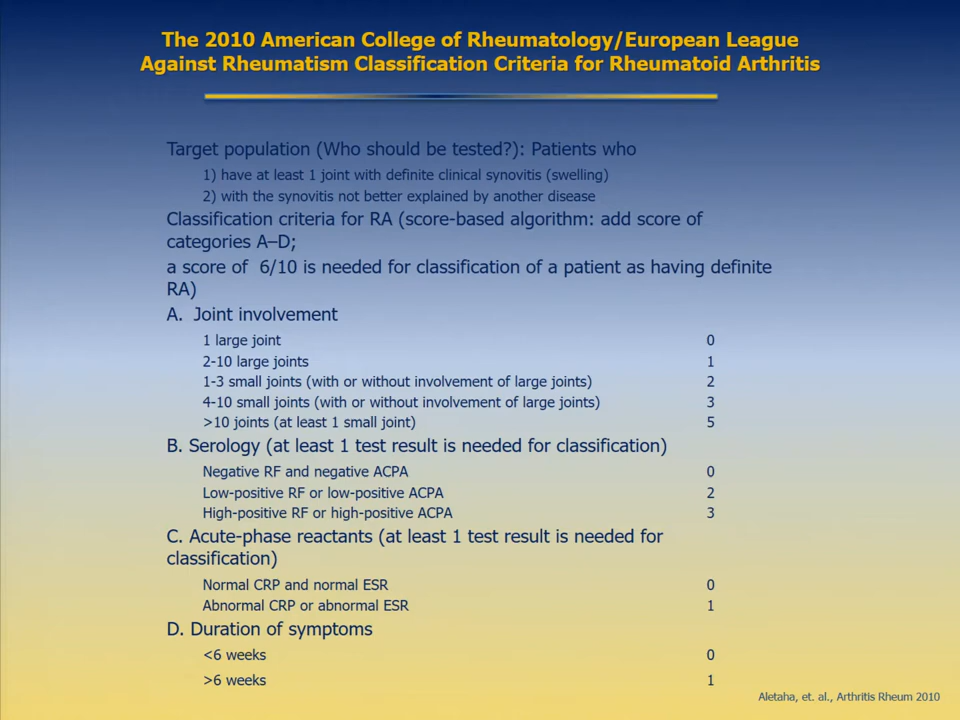 The 2010 American College of Rheumatology/European League
Against Rheumatism Classification Criteria for Rheumatoid Arthritis
Target population (Who should be tested?): Patients who
1) have at least 1 joint with definite clinical synovitis (swelling)
2) with the synovitis not better explained by another disease
Classification criteria for RA (score-based algorithm: add score of
categories A–D;
a score of 6/10 is needed for classification of a patient as having definite
RA)
A. Joint involvement
1 large joint 0
2-10 large joints 1
1-3 small joints (with or without involvement of large joints) 2
4-10 small joints (with or without involvement of large joints) 3
>10 joints (at least 1 small joint) 5
B. Serology (at least 1 test result is needed for classification)
Negative RF and negative ACPA 0
Low-positive RF or low-positive ACPA 2
High-positive RF or high-positive ACPA 3
C. Acute-phase reactants (at least 1 test result is needed for
classification)
Normal CRP and normal ESR 0
Abnormal CRP or abnormal ESR 1
D. Duration of symptoms
<6 weeks 0
>6 weeks 1
Aletaha, et. al., Arthritis Rheum 2010